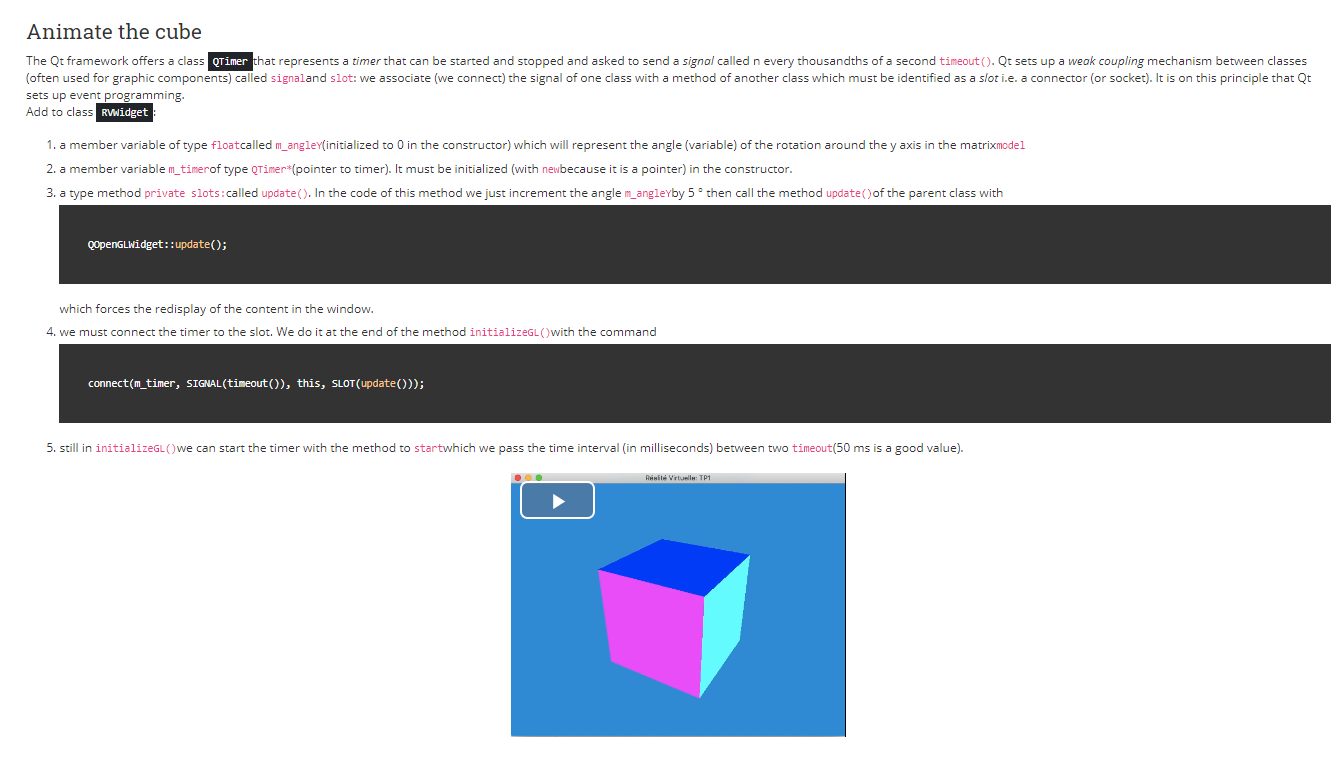 Animate the cube
The Qt framework offers a class QTimer that represents a timer that can be started and stopped and asked to send a signal called n every thousandths of a second timeout(). Qt sets up a weak coupling mechanism between classes
(often used for graphic components) called signaland slot: we associate (we connect) the signal of one class with a method of another class which must be identified as a slot i.e. a connector (or socket). It is on this principle that Qt
sets up event programming.
Add to class RVWidget :
1. a member variable of type floatcalled m_angleY(initialized to 0 in the constructor) which will represent the angle (variable) of the rotation around the y axis in the matrixmodel
2. a member variable m_timerof type QTimer*(pointer to timer). It must be initialized (with newbecause it is a pointer) in the constructor.
3. a type method private slots:called update(). In the code of this method we just increment the angle m_angleYby 5 ° then call the method update()of the parent class with
QOpenGLWidget::update();
which forces the redisplay of the content in the window.
4. we must connect the timer to the slot. We do it at the end of the method initializeGL()with the command
connect(m_timer, SIGNAL(timeout()), this, SLOT(update()));
5. still in initializeGL()we can start the timer with the method to startwhich we pass the time interval (in milliseconds) between two timeout(50 ms is a good value).
Réalité Virtuelle: TP1